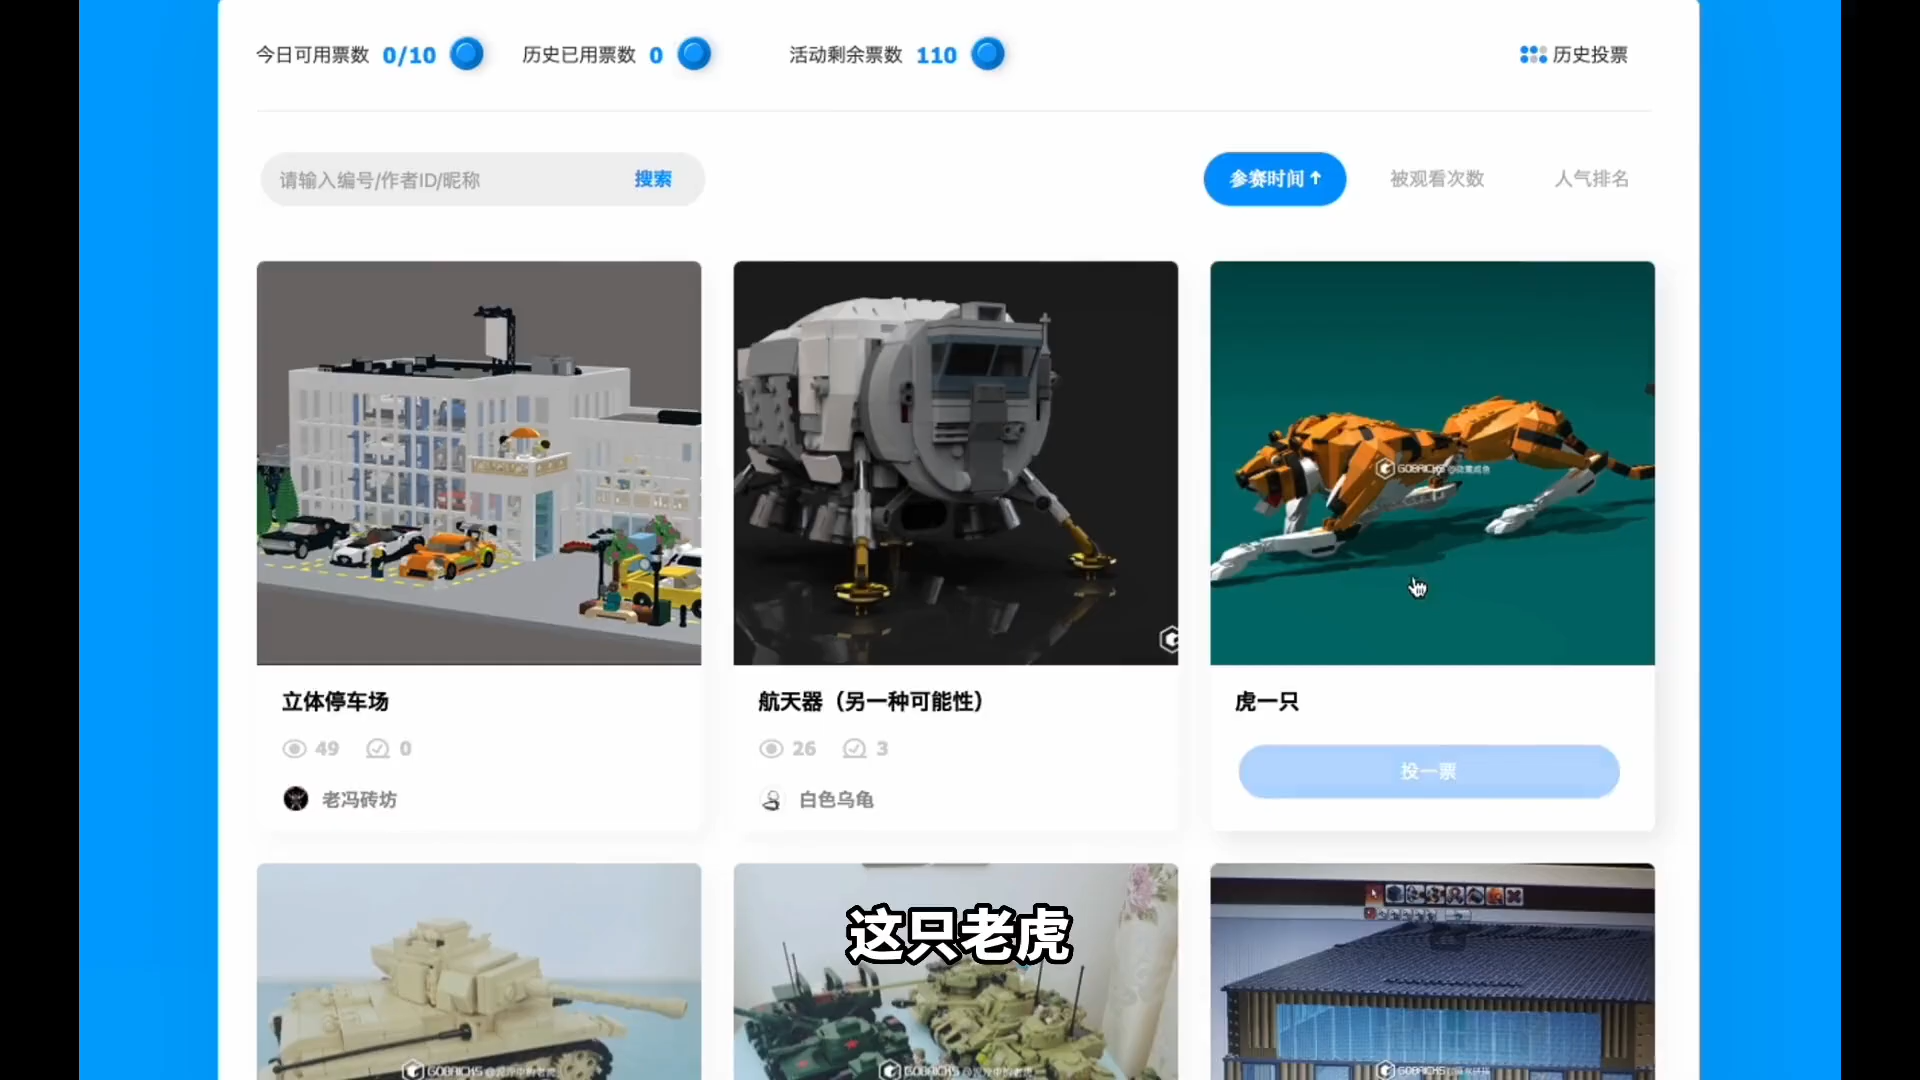 今日可用票数 0/10 历史已用票数 0 活动剩余票数 110 历史投票
请输入编号/作者ID/昵称 搜索 参赛时间↑ 被观看次数 人气排名
GOBRICKS
立体停车场 航天器（另一种可能性） 虎一只
49 0 26 3
投一票
老冯砖坊 白色乌龟
这只老虎
GOBRICKS GOBRICKS GOBRICKS